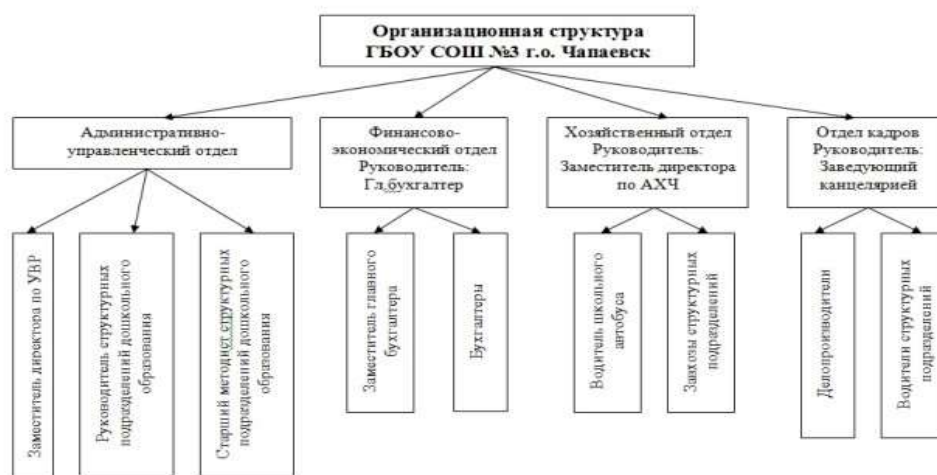 Организационная структура
ГБОУ СОШ №3 г.о. Чапаевск
Административно-
управленческий отдел
Финансово-
экономический отдел
Руководитель:
Гл.бухгалтер
Хозяйственный отдел
Руководитель:
Заместитель директора
по АХЧ
Отдел кадров
Руководитель:
Заведующий
канцелярией
Заместитель директора по УВР
Руководитель структурных
подразделений дошкольного
образования
Старший методист структурных
подразделений дошкольного
образования
Заместитель главного
бухгалтера
Бухгалтеры
Водитель школьного
автобуса
Завхозы структурных
подразделений
Делопроизводители
Водители структурных
подразделений